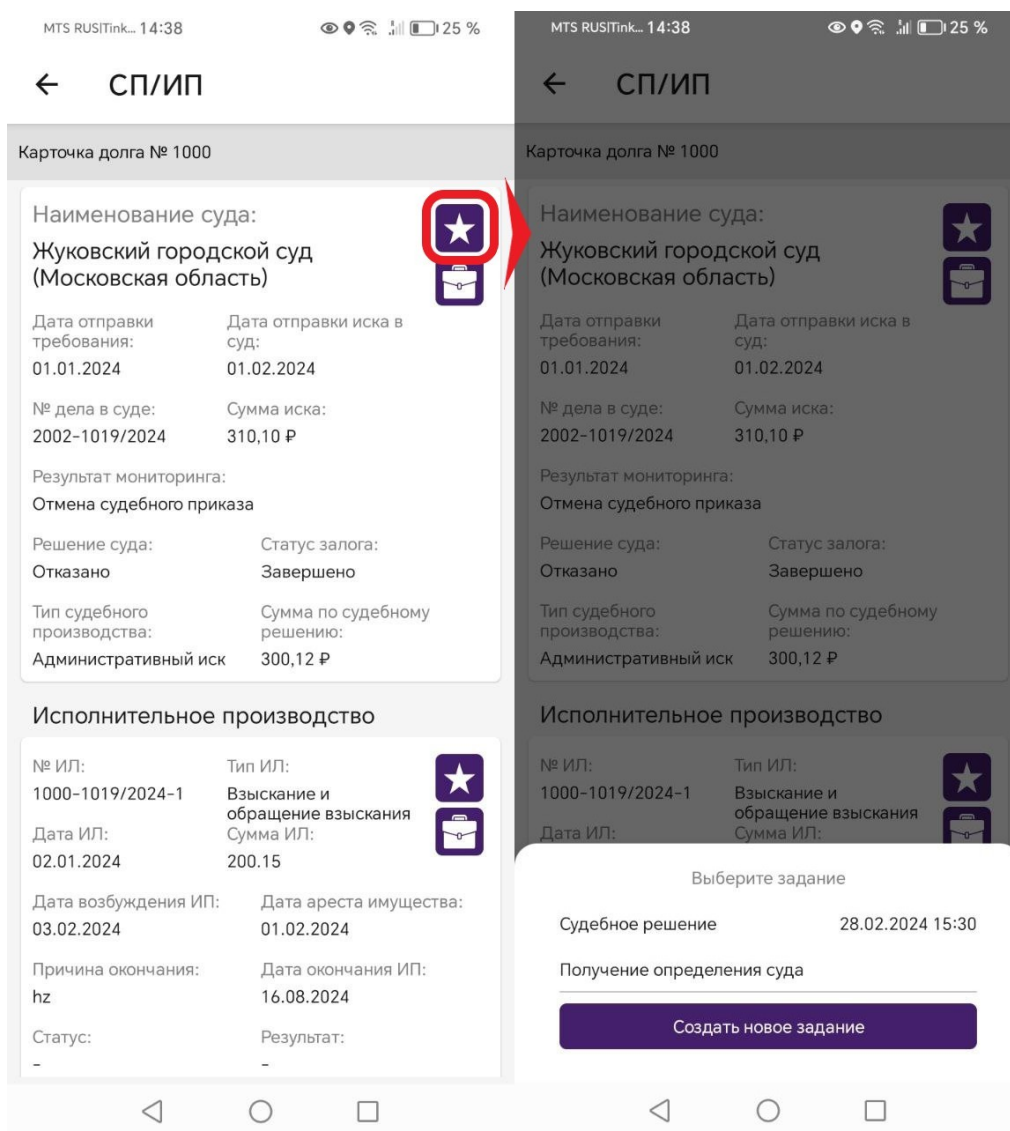 MTS RUS|Tink... 14:38 25 %
СП/ИП
Карточка долга № 1000
Наименование суда:
Жуковский городской суд
(Московская область)
Дата отправки
требования:
Дата отправки иска в
суд:
01.01.2024 01.02.2024
№ дела в суде: Сумма иска:
2002-1019/2024 310,10 ₽
Результат мониторинга:
Отмена судебного приказа
Решение суда: Статус залога:
Отказано Завершено
Тип судебного
производства:
Сумма по судебному
решению:
Административный иск 300,12 ₽
Исполнительное производство
№ ИЛ: Тип ИЛ:
1000-1019/2024-1 Взыскание и
обращение взыскания
Дата ИЛ: Сумма ИЛ:
02.01.2024 200.15
Дата возбуждения ИП: Дата ареста имущества:
03.02.2024 01.02.2024
Причина окончания: Дата окончания ИП:
hz 16.08.2024
Статус: Результат:
- -
MTS RUS|Tink... 14:38 25 %
СП/ИП
Карточка долга № 1000
Наименование суда:
Жуковский городской суд
(Московская область)
Дата отправки
требования:
Дата отправки иска в
суд:
01.01.2024 01.02.2024
№ дела в суде: Сумма иска:
2002-1019/2024 310,10 ₽
Результат мониторинга:
Отмена судебного приказа
Решение суда: Статус залога:
Отказано Завершено
Тип судебного
производства:
Сумма по судебному
решению:
Административный иск 300,12 ₽
Исполнительное производство
№ ИЛ: Тип ИЛ:
1000-1019/2024-1 Взыскание и
обращение взыскания
Дата ИЛ: Сумма ИЛ:
Выберите задание
Судебное решение 28.02.2024 15:30
Получение определения суда
Создать новое задание